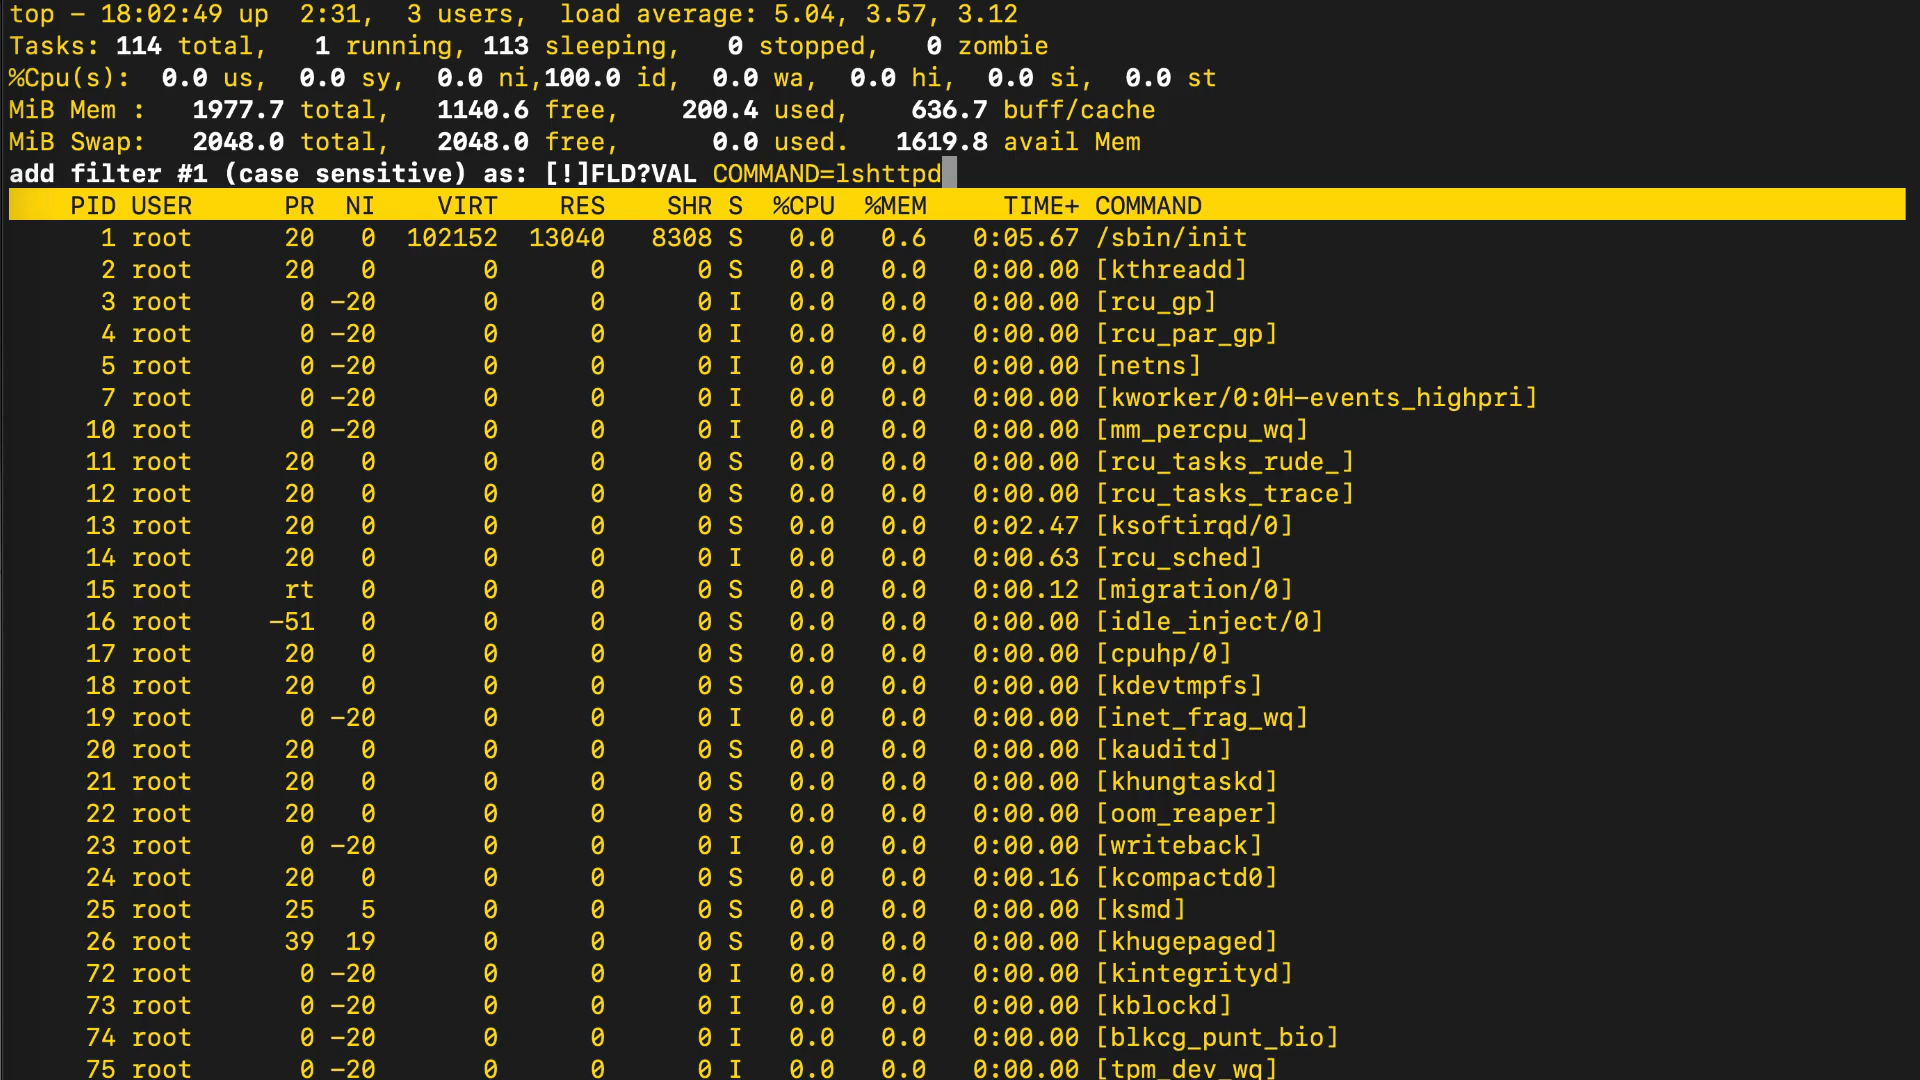 top - 18:02:49 up  2:31,  3 users,  load average: 5.04, 3.57, 3.12
Tasks: 114 total,   1 running, 113 sleeping,   0 stopped,   0 zombie
%Cpu(s):  0.0 us,  0.0 sy,  0.0 ni,100.0 id,  0.0 wa,  0.0 hi,  0.0 si,  0.0 st
MiB Mem :   1977.7 total,   1140.6 free,    200.4 used,    636.7 buff/cache
MiB Swap:   2048.0 total,   2048.0 free,      0.0 used.   1619.8 avail Mem
add filter #1 (case sensitive) as: [!]FLD?VAL COMMAND=lshttpd
    PID USER      PR  NI    VIRT    RES    SHR S  %CPU  %MEM     TIME+ COMMAND
      1 root      20   0  102152  13040   8308 S   0.0   0.6   0:05.67 /sbin/init
      2 root      20   0       0      0      0 S   0.0   0.0   0:00.00 [kthreadd]
      3 root       0 -20       0      0      0 I   0.0   0.0   0:00.00 [rcu_gp]
      4 root       0 -20       0      0      0 I   0.0   0.0   0:00.00 [rcu_par_gp]
      5 root       0 -20       0      0      0 I   0.0   0.0   0:00.00 [netns]
      7 root       0 -20       0      0      0 I   0.0   0.0   0:00.00 [kworker/0:0H-events_highpri]
     10 root       0 -20       0      0      0 I   0.0   0.0   0:00.00 [mm_percpu_wq]
     11 root      20   0       0      0      0 S   0.0   0.0   0:00.00 [rcu_tasks_rude_]
     12 root      20   0       0      0      0 S   0.0   0.0   0:00.00 [rcu_tasks_trace]
     13 root      20   0       0      0      0 S   0.0   0.0   0:02.47 [ksoftirqd/0]
     14 root      20   0       0      0      0 I   0.0   0.0   0:00.63 [rcu_sched]
     15 root      rt   0       0      0      0 S   0.0   0.0   0:00.12 [migration/0]
     16 root     -51   0       0      0      0 S   0.0   0.0   0:00.00 [idle_inject/0]
     17 root      20   0       0      0      0 S   0.0   0.0   0:00.00 [cpuhp/0]
     18 root      20   0       0      0      0 S   0.0   0.0   0:00.00 [kdevtmpfs]
     19 root       0 -20       0      0      0 I   0.0   0.0   0:00.00 [inet_frag_wq]
     20 root      20   0       0      0      0 S   0.0   0.0   0:00.00 [kauditd]
     21 root      20   0       0      0      0 S   0.0   0.0   0:00.00 [khungtaskd]
     22 root      20   0       0      0      0 S   0.0   0.0   0:00.00 [oom_reaper]
     23 root       0 -20       0      0      0 I   0.0   0.0   0:00.00 [writeback]
     24 root      20   0       0      0      0 S   0.0   0.0   0:00.16 [kcompactd0]
     25 root      25   5       0      0      0 S   0.0   0.0   0:00.00 [ksmd]
     26 root      39  19       0      0      0 S   0.0   0.0   0:00.00 [khugepaged]
     72 root       0 -20       0      0      0 I   0.0   0.0   0:00.00 [kintegrityd]
     73 root       0 -20       0      0      0 I   0.0   0.0   0:00.00 [kblockd]
     74 root       0 -20       0      0      0 I   0.0   0.0   0:00.00 [blkcg_punt_bio]
     75 root       0 -20       0      0      0 I   0.0   0.0   0:00.00 [tpm_dev_wq]